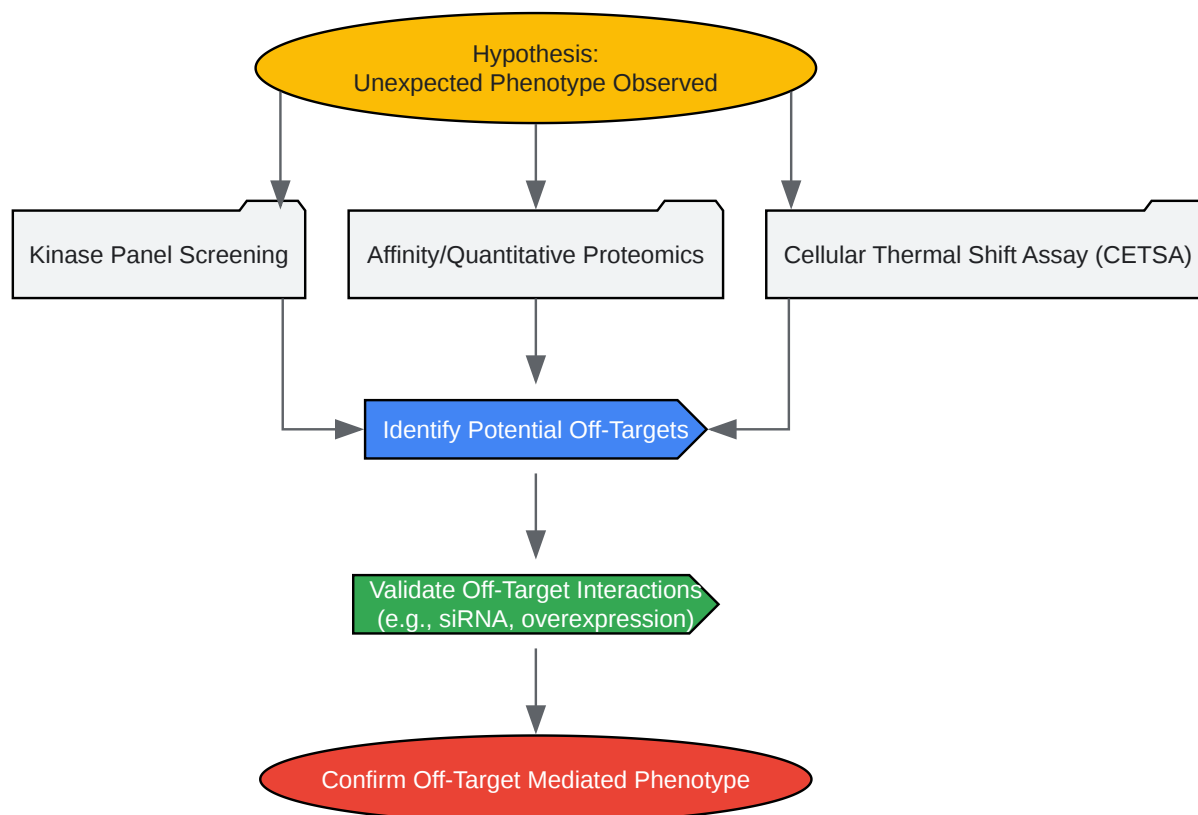 Hypothesis:
Unexpected Phenotype Observed
Kinase Panel Screening
Affinity/Quantitative Proteomics
Cellular Thermal Shift Assay (CETSA)
Identify Potential Off-Targets
Validate Off-Target Interactions
(e.g., siRNA, overexpression)
Confirm Off-Target Mediated Phenotype